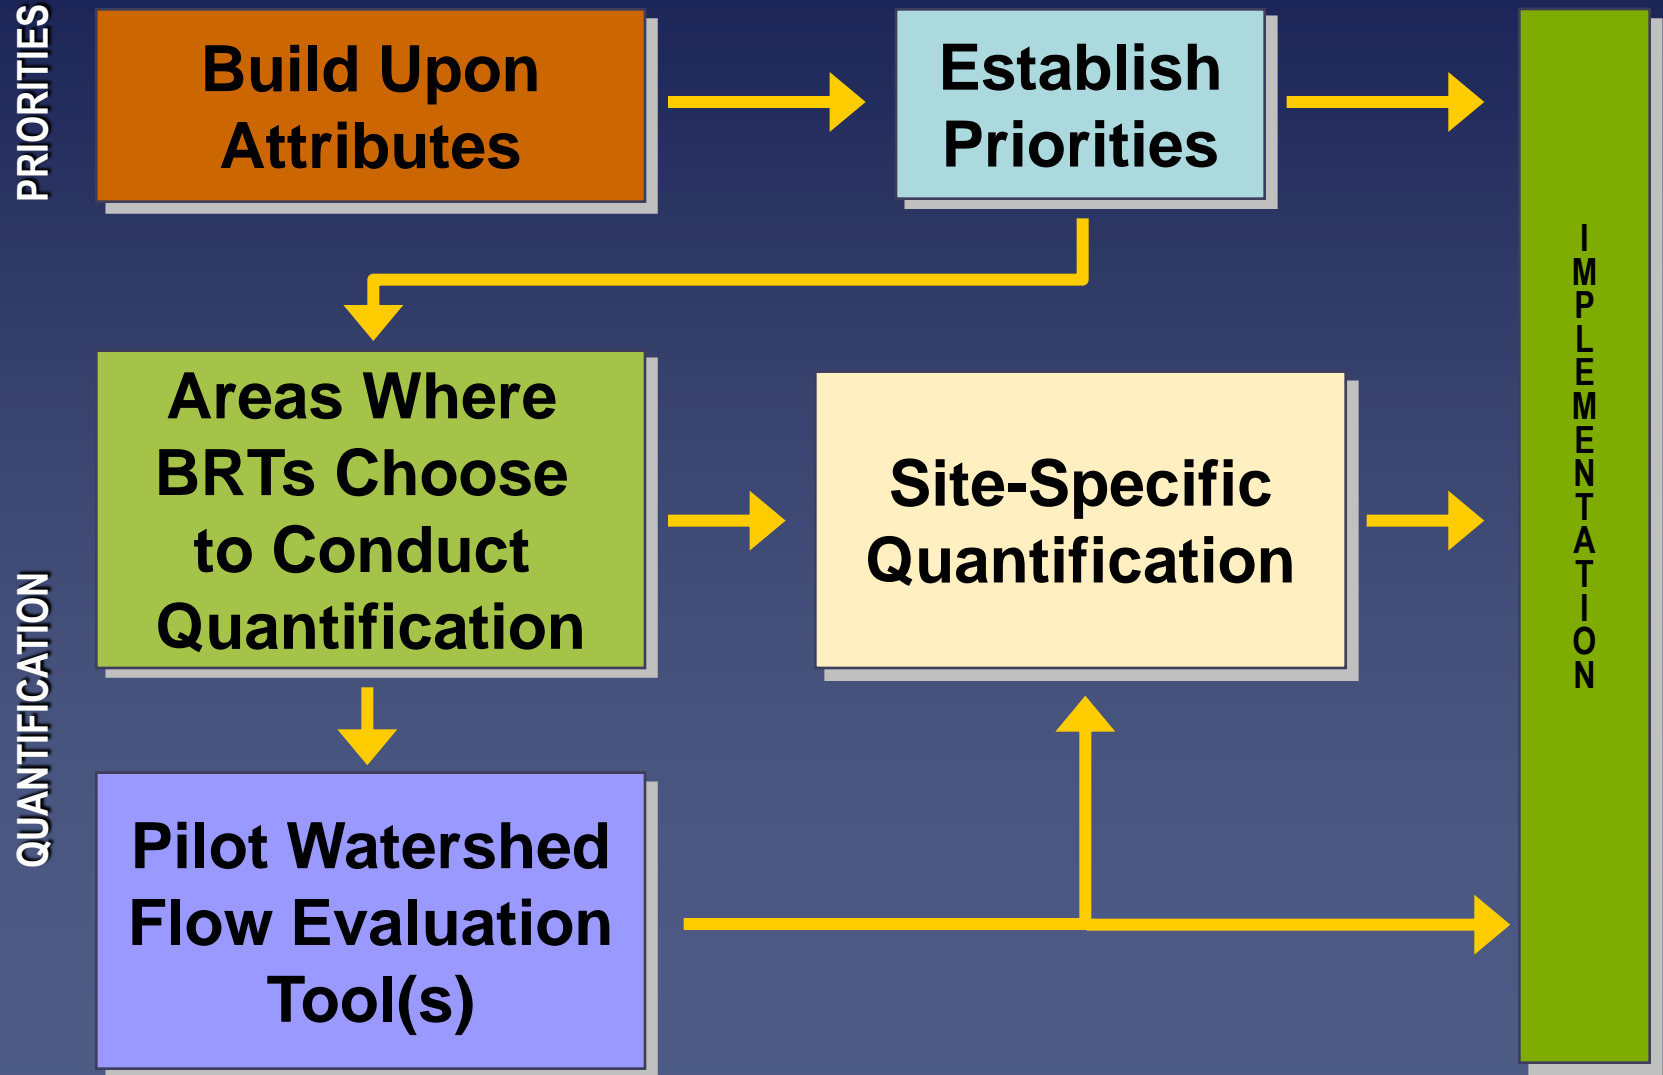 PRIORITIES
Build Upon
Attributes
Establish
Priorities
QUANTIFICATION
Areas Where
BRTs Choose
to Conduct
Quantification
Site-Specific
Quantification
Pilot Watershed
Flow Evaluation
Tool(s)
IMPLEMENTATION